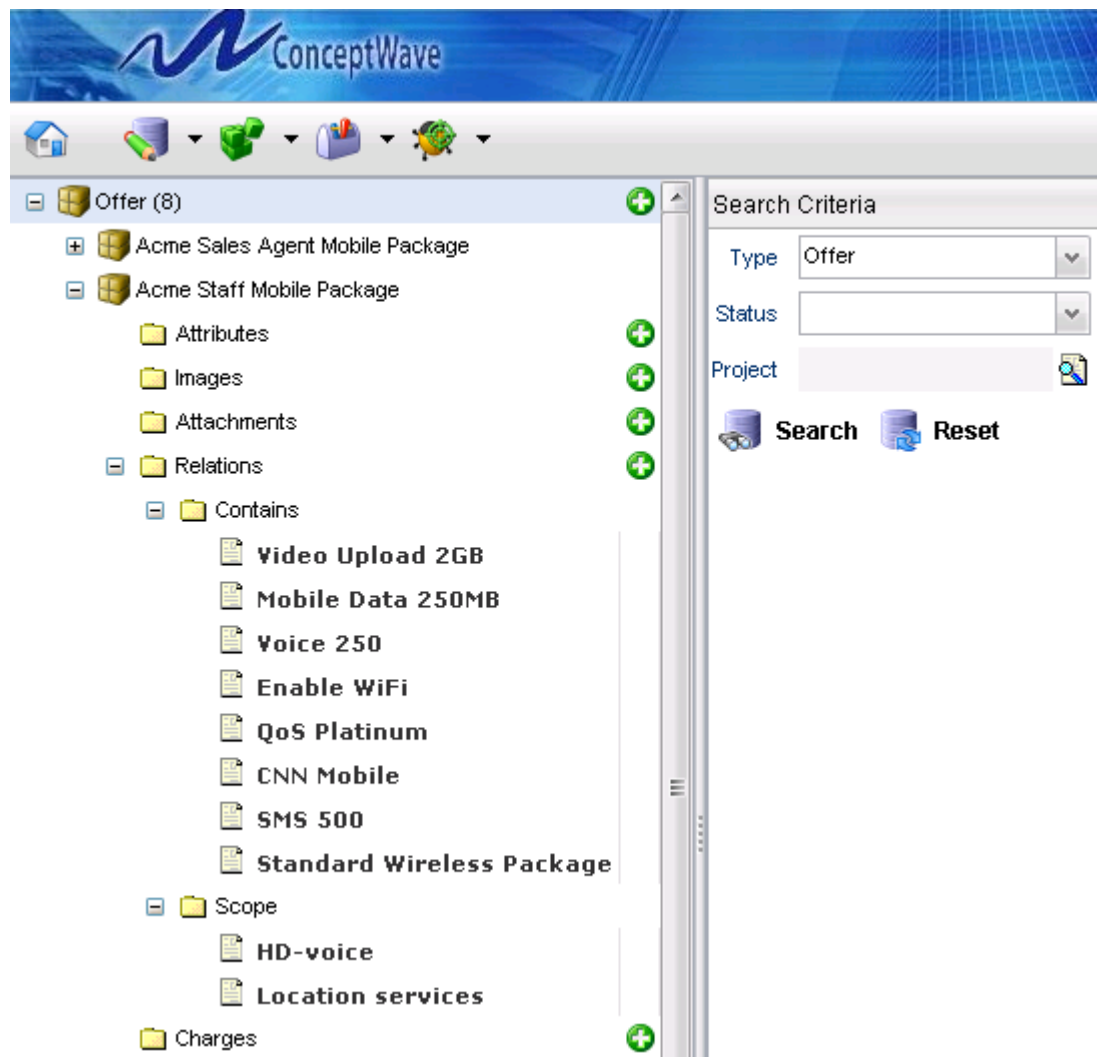 ConceptWave
Offer (8)
Acme Sales Agent Mobile Package
Acme Staff Mobile Package
Attributes
Images
Attachments
Relations
Contains
Video Upload 2GB
Mobile Data 250MB
Voice 250
Enable WiFi
QoS Platinum
CNN Mobile
SMS 500
Standard Wireless Package
Scope
HD-voice
Location services
Charges
Search Criteria
Type Offer
Status
Project
Search Reset